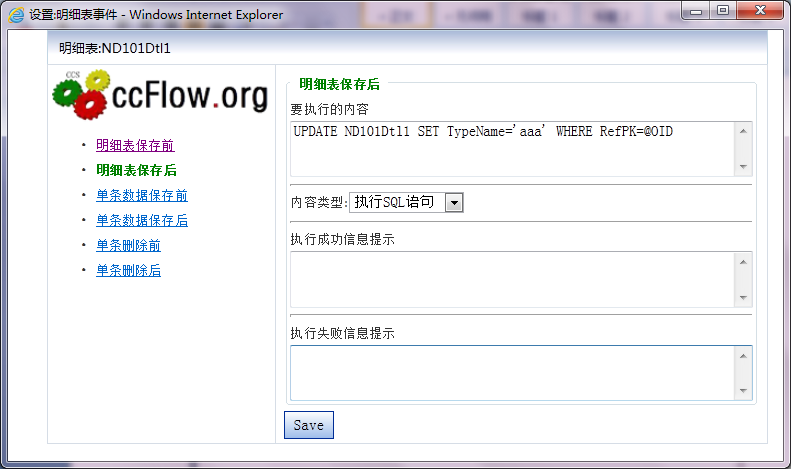 设置:明细表事件 - Windows Internet Explorer
明细表:ND101Dtl1
CCS
ccFlow.org
明细表保存前
明细表保存后
单条数据保存前
单条数据保存后
单条删除前
单条删除后
明细表保存后
要执行的内容
UPDATE ND101Dtl1 SET TypeName='aaa' WHERE RefPK=@OID
内容类型:执行SQL语句
执行成功信息提示
执行失败信息提示
Save